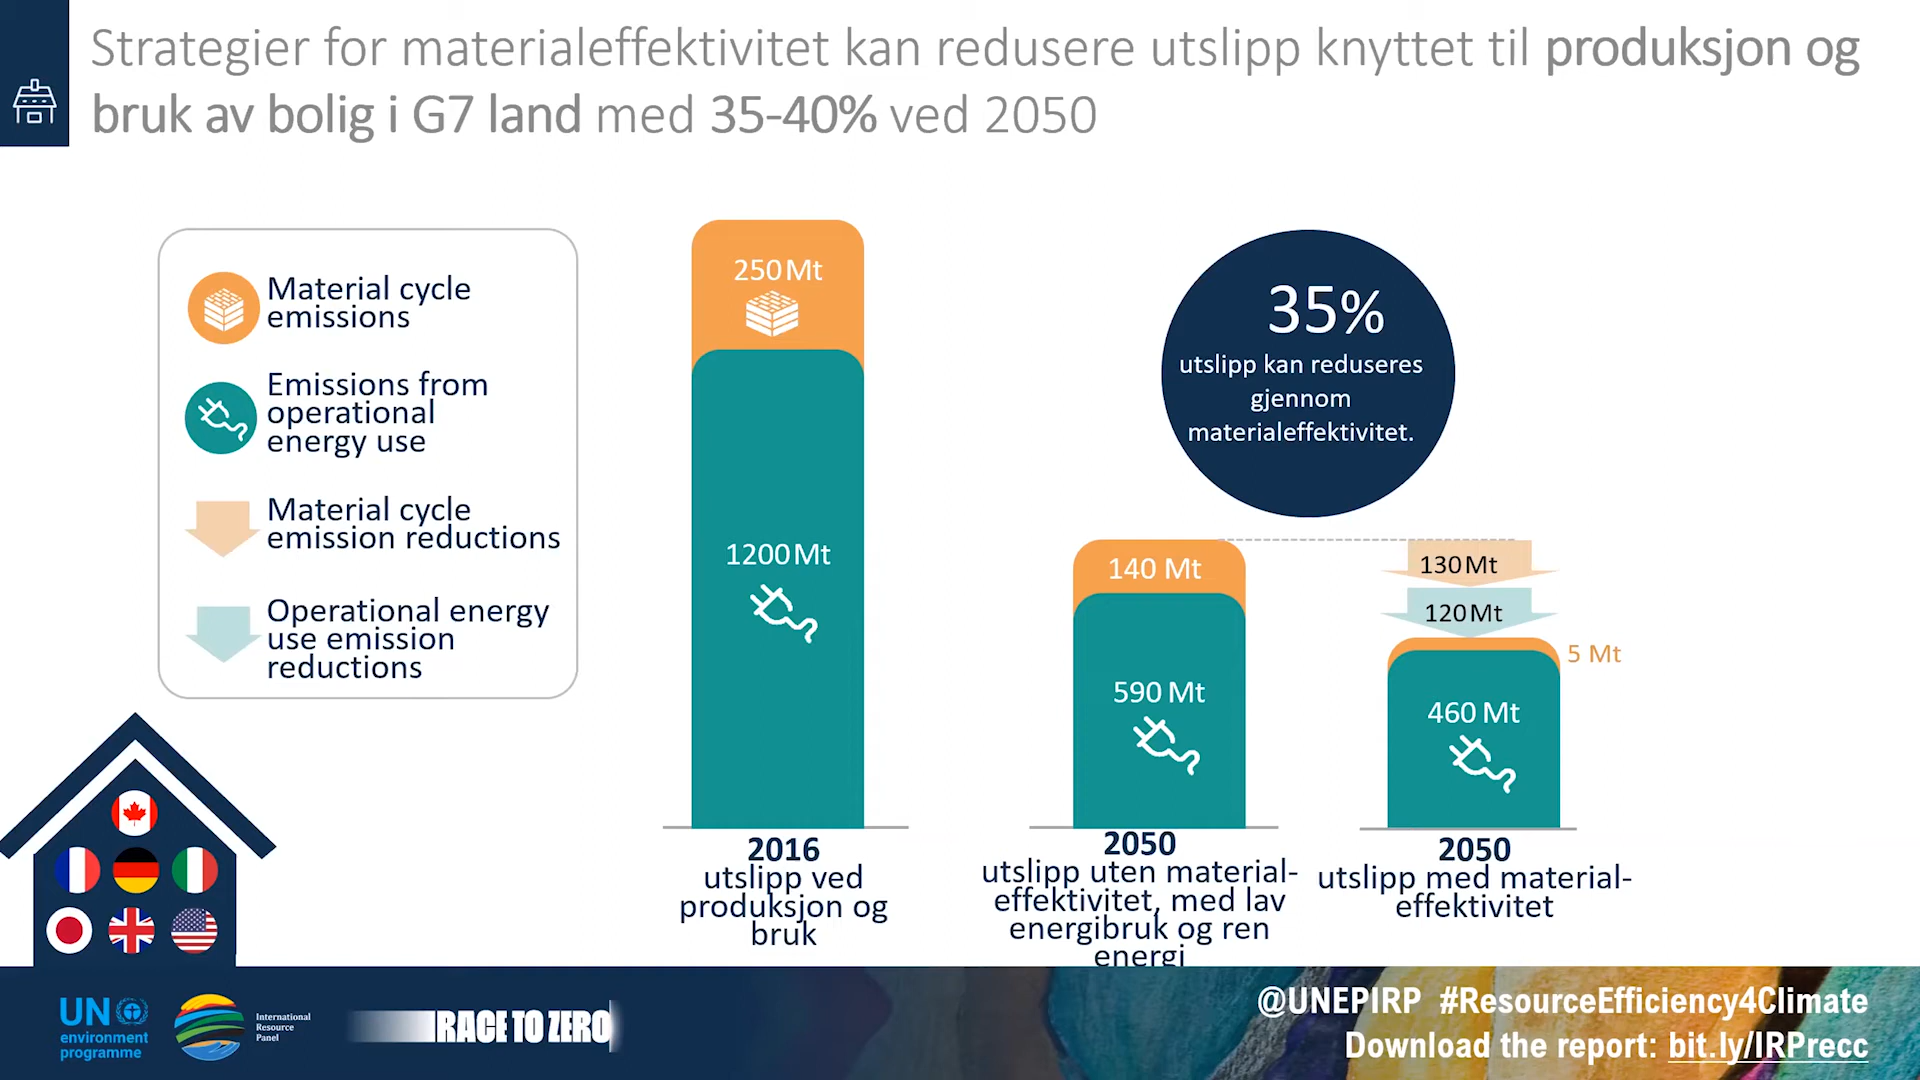 Strategier for materialeffektivitet kan redusere utslipp knyttet til produksjon og
bruk av bolig i G7 land med 35-40% ved 2050
Material cycle
emissions
Emissions from
operational
energy use
Material cycle
emission reductions
Operational energy
use emission
reductions
250 Mt
1200 Mt
2016
utslipp ved
produksjon og
bruk
35%
utslipp kan reduseres
gjennom
materialeffektivitet.
140 Mt
590 Mt
2050
utslipp uten material-
effektivitet, med lav
energibruk og ren
energi
130 Mt
120 Mt
5 Mt
460 Mt
2050
utslipp med material-
effektivitet
UN
environment
programme
International
Resource
Panel
RACE TO ZERO
@UNEPIRP #ResourceEfficiency4Climate
Download the report: bit.ly/IRPrecc